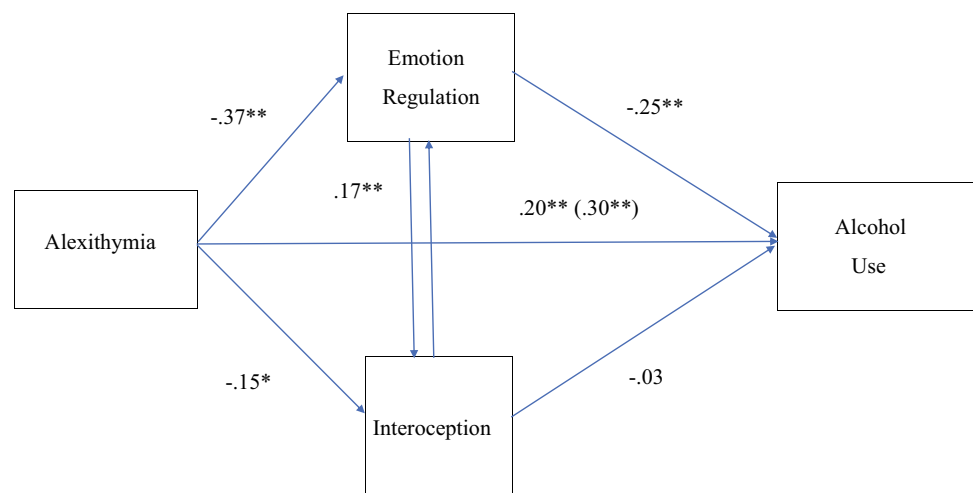 Emotion
Regulation
-.37**
-.25**
.17**
.20** (.30**)
Alexithymia
Alcohol
Use
-.15*
-.03
Interoception